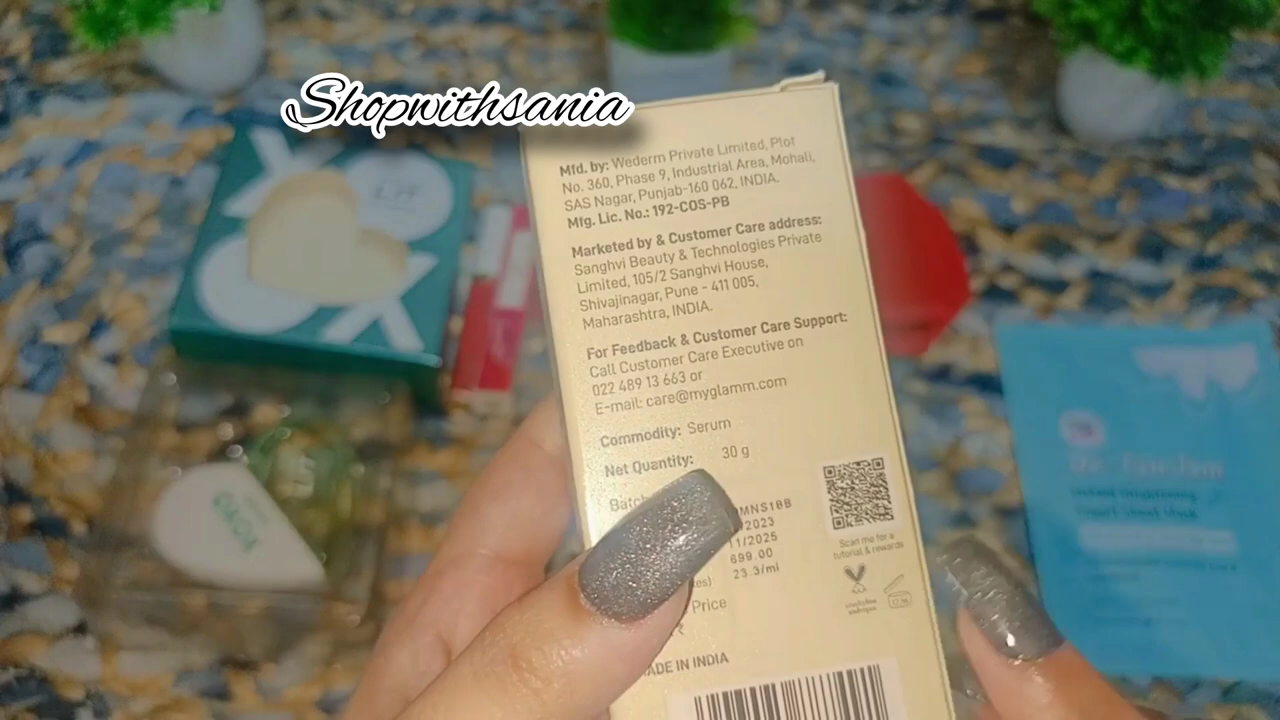 Shopwithsania
Mfd. by: Wederm Private Limited, Plot
No. 360, Phase 9, Industrial Area, Mohali,
SAS Nagar, Punjab-160 062, INDIA.
Mfg. Lic. No.: 192-COS-PB
Marketed by & Customer Care address:
Sanghvi Beauty & Technologies Private
Limited, 105/2 Sanghvi House,
Shivajinagar, Pune - 411 005,
Maharashtra, INDIA.
For Feedback & Customer Care Support:
Call Customer Care Executive on
022 489 13 663 or
E-mail: care@myglamm.com
Commodity: Serum
Net Quantity: 30 g
MNS18B
/2023
11/2025
699.00
23.3/ml
Price
MADE IN INDIA
Scan me for a
tutorial & rewards